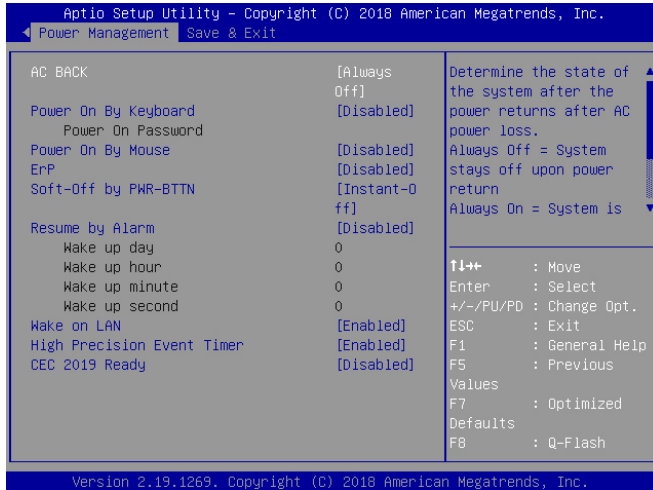 Aptio Setup Utility – Copyright (C) 2018 American Megatrends, Inc.
Power Management Save & Exit
AC BACK [Always
Off]
Power On By Keyboard [Disabled]
Power On Password
Power On By Mouse [Disabled]
ErP [Disabled]
Soft-Off by PWR-BTTN [Instant-O
ff]
Resume by Alarm [Disabled]
Wake up day 0
Wake up hour 0
Wake up minute 0
Wake up second 0
Wake on LAN [Enabled]
High Precision Event Timer [Enabled]
CEC 2019 Ready [Disabled]
Determine the state of
the system after the
power returns after AC
power loss.
Always Off = System
stays off upon power
return
Always On = System is
↑↓→← : Move
Enter : Select
+/-/PU/PD : Change Opt.
ESC : Exit
F1 : General Help
F5 : Previous
Values
F7 : Optimized
Defaults
F8 : Q-Flash
Version 2.19.1269. Copyright (C) 2018 American Megatrends, Inc.